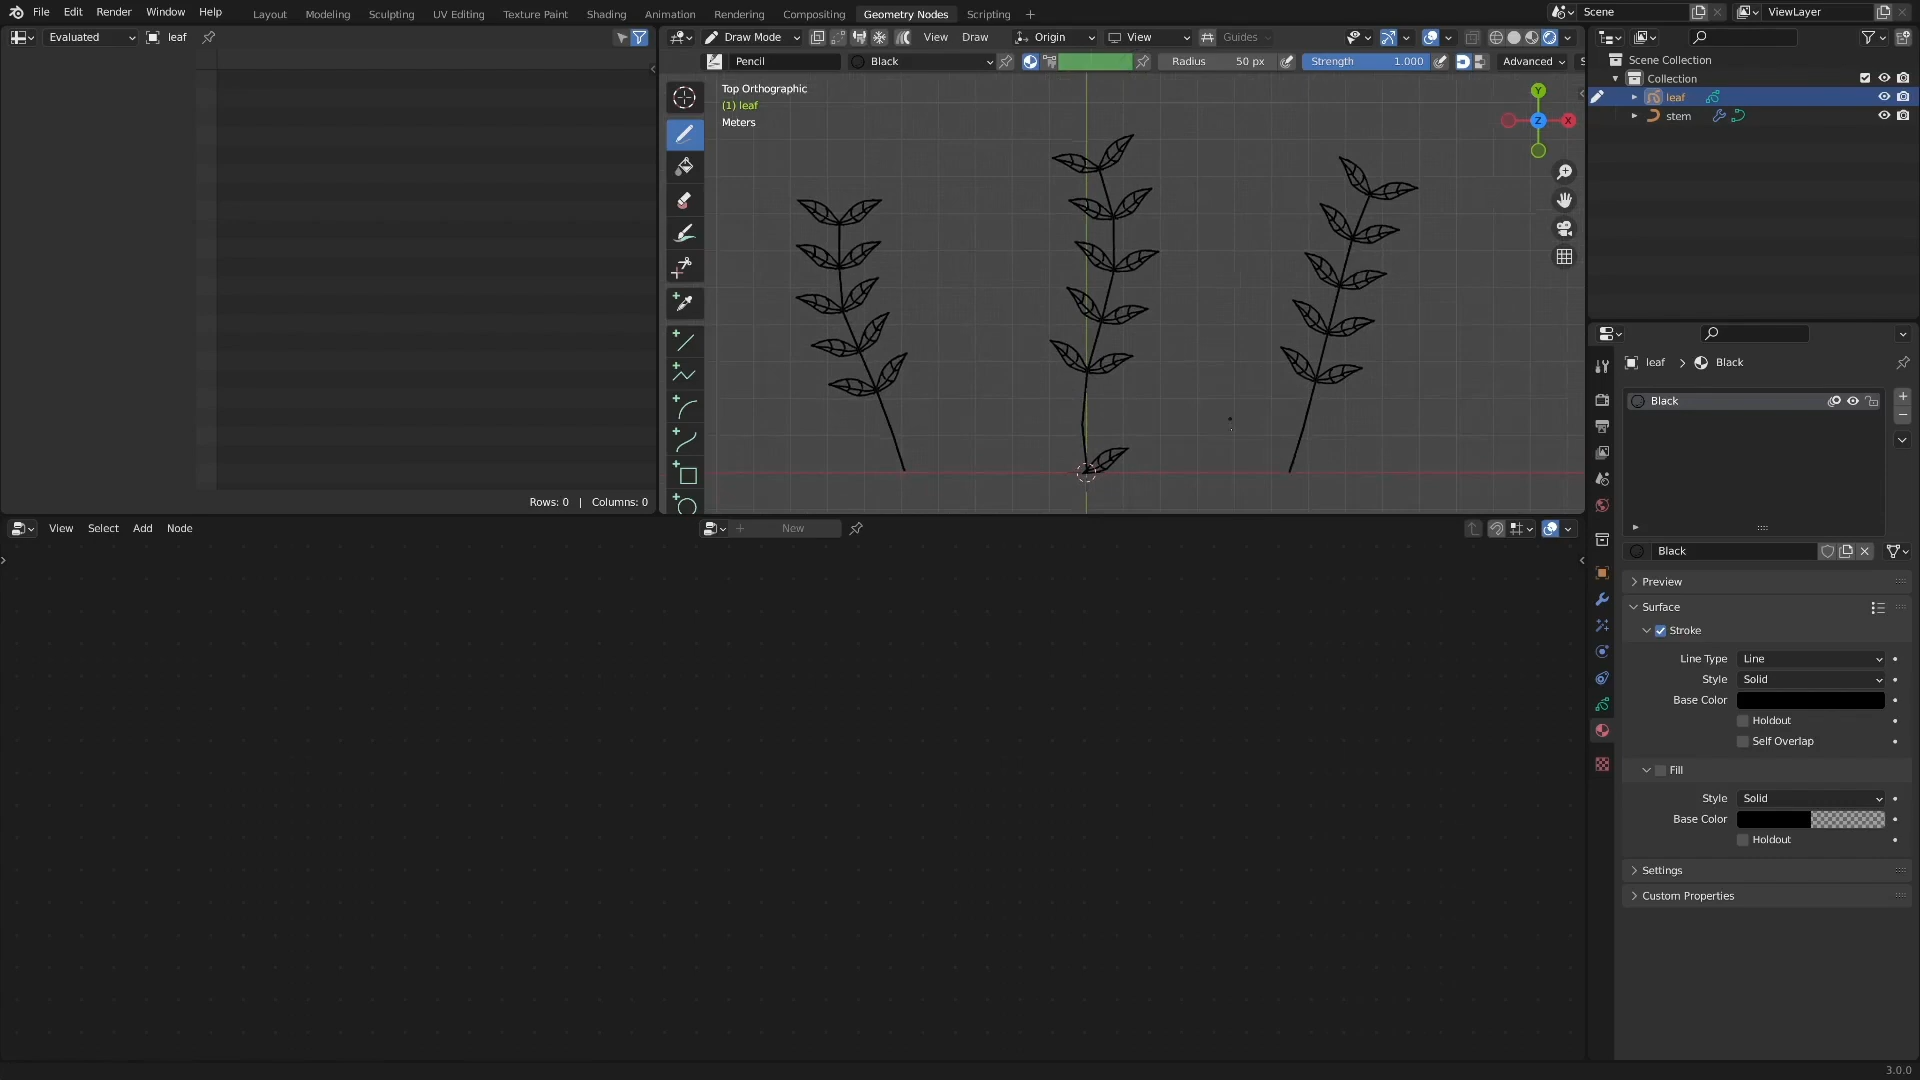 File Edit Render Window Help Layout Modeling Sculpting UV Editing Texture Paint Shading Animation Rendering Compositing Geometry Nodes Scripting + Scene ViewLayer
Evaluated leaf
Draw Mode View Draw Origin View Guides
Pencil Black Radius 50 px Strength 1.000 Advanced
Top Orthographic
(1) leaf
Meters
Y
Z
X
Rows: 0 | Columns: 0
Scene Collection
Collection
leaf
stem
leaf > Black
Black
Black
Preview
Surface
Stroke
Line Type Line
Style Solid
Base Color
Holdout
Self Overlap
Fill
Style Solid
Base Color
Holdout
Settings
Custom Properties
View Select Add Node New
3.0.0